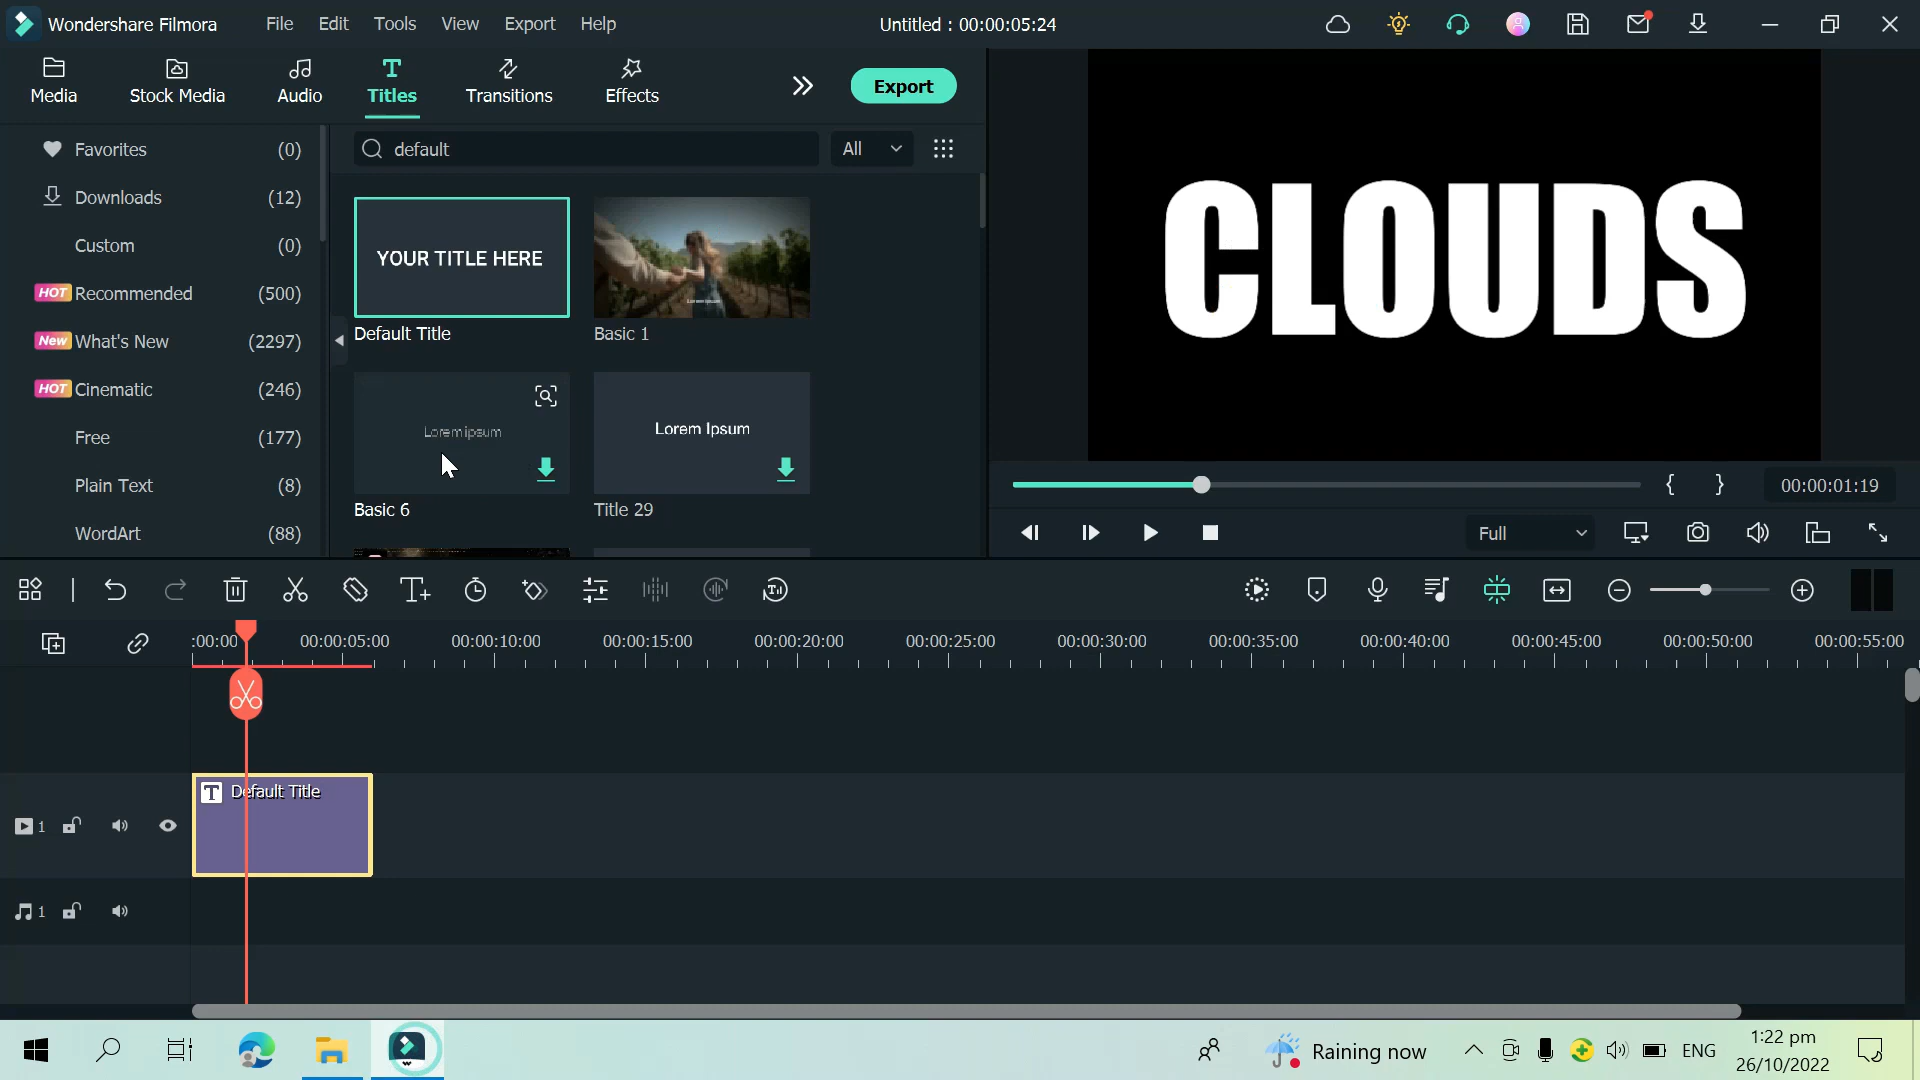 Wondershare Filmora
File Edit Tools View Export Help
Untitled : 00:00:05:24
Media
Stock Media
Audio
Titles
Transitions
Effects
Export
Favorites (0)
Downloads (12)
Custom (0)
HOT Recommended (500)
New What's New (2297)
HOT Cinematic (246)
Free (177)
Plain Text (8)
WordArt (88)
default
All
YOUR TITLE HERE
Default Title
Basic 1
Lorem ipsum
Basic 6
Lorem Ipsum
Title 29
CLOUDS
00:00:01:19
Full
:00:00 00:00:05:00 00:00:10:00 00:00:15:00 00:00:20:00 00:00:25:00 00:00:30:00 00:00:35:00 00:00:40:00 00:00:45:00 00:00:50:00 00:00:55:00
T Default Title
1
1
Raining now
ENG
1:22 pm
26/10/2022